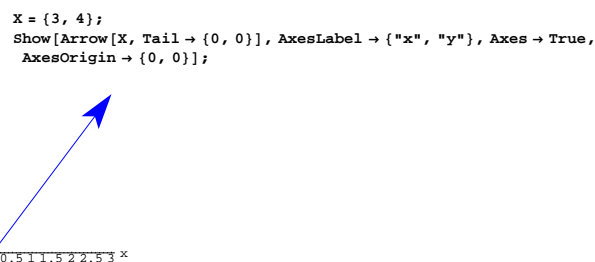 X = {3, 4};
Show[Arrow[X, Tail → {0, 0}], AxesLabel → {"x", "y"}, Axes → True,
AxesOrigin → {0, 0}];
0.5 1 1.5 2 2.5 3 x